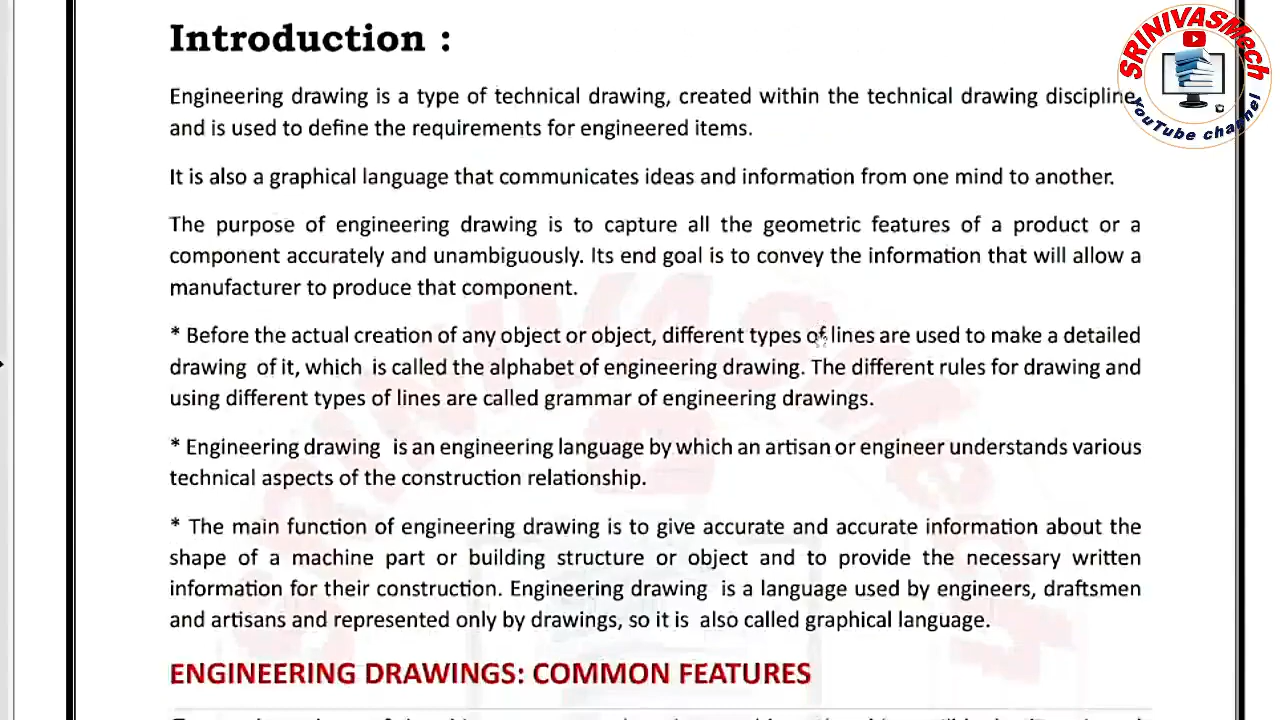 Introduction :
SRINIVASMech
YouTube channel
Engineering drawing is a type of technical drawing, created within the technical drawing discipline,
and is used to define the requirements for engineered items.
It is also a graphical language that communicates ideas and information from one mind to another.
The purpose of engineering drawing is to capture all the geometric features of a product or a
component accurately and unambiguously. Its end goal is to convey the information that will allow a
manufacturer to produce that component.
* Before the actual creation of any object or object, different types of lines are used to make a detailed
drawing of it, which is called the alphabet of engineering drawing. The different rules for drawing and
using different types of lines are called grammar of engineering drawings.
* Engineering drawing is an engineering language by which an artisan or engineer understands various
technical aspects of the construction relationship.
* The main function of engineering drawing is to give accurate and accurate information about the
shape of a machine part or building structure or object and to provide the necessary written
information for their construction. Engineering drawing is a language used by engineers, draftsmen
and artisans and represented only by drawings, so it is also called graphical language.
ENGINEERING DRAWINGS: COMMON FEATURES